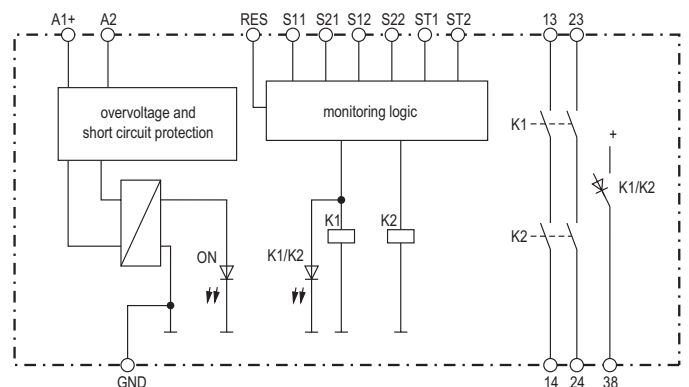 A1+ A2 RES S11 S21 S12 S22 ST1 ST2 13 23
overvoltage and
short circuit protection
monitoring logic
K1
+
K1/K2
K1 K2
K2
ON K1/K2
GND 14 24 38